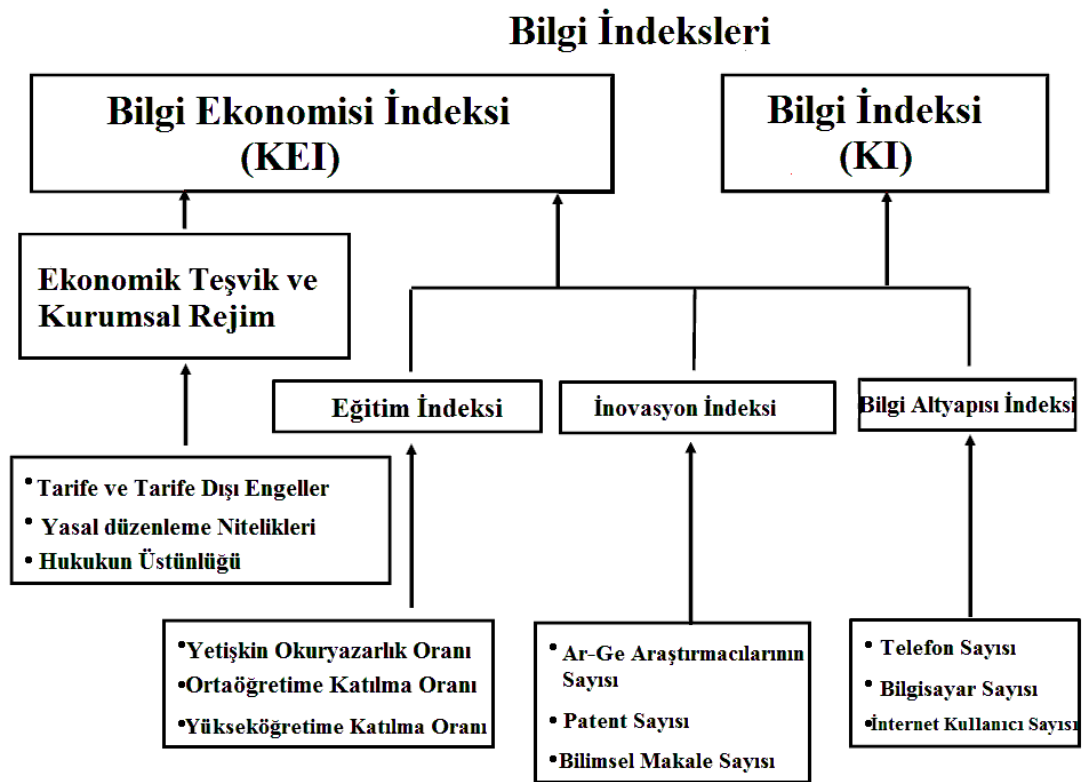 Bilgi İndeksleri
Bilgi Ekonomisi İndeksi
(KEI)
Bilgi İndeksi
(KI)
Ekonomik Teşvik ve
Kurumsal Rejim
Eğitim İndeksi
İnovasyon İndeksi
Bilgi Altyapısı İndeksi
• Tarife ve Tarife Dışı Engeller
• Yasal düzenleme Nitelikleri
• Hukukun Üstünlüğü
• Yetişkin Okuryazarlık Oranı
• Ortaöğretime Katılma Oranı
• Yükseköğretime Katılma Oranı
• Ar-Ge Araştırmacılarının
Sayısı
• Patent Sayısı
• Bilimsel Makale Sayısı
• Telefon Sayısı
• Bilgisayar Sayısı
• İnternet Kullanıcı Sayısı